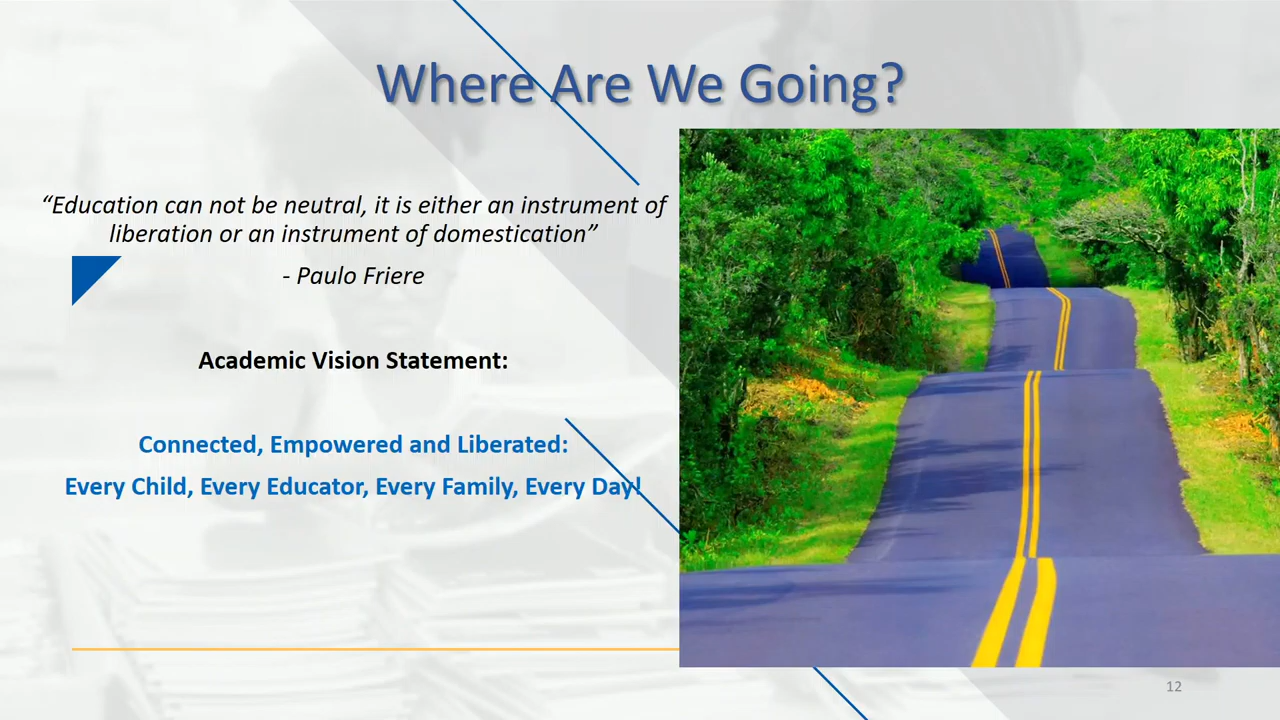 Where Are We Going?
“Education can not be neutral, it is either an instrument of
liberation or an instrument of domestication”
- Paulo Friere
Academic Vision Statement:
Connected, Empowered and Liberated:
Every Child, Every Educator, Every Family, Every Day!
12